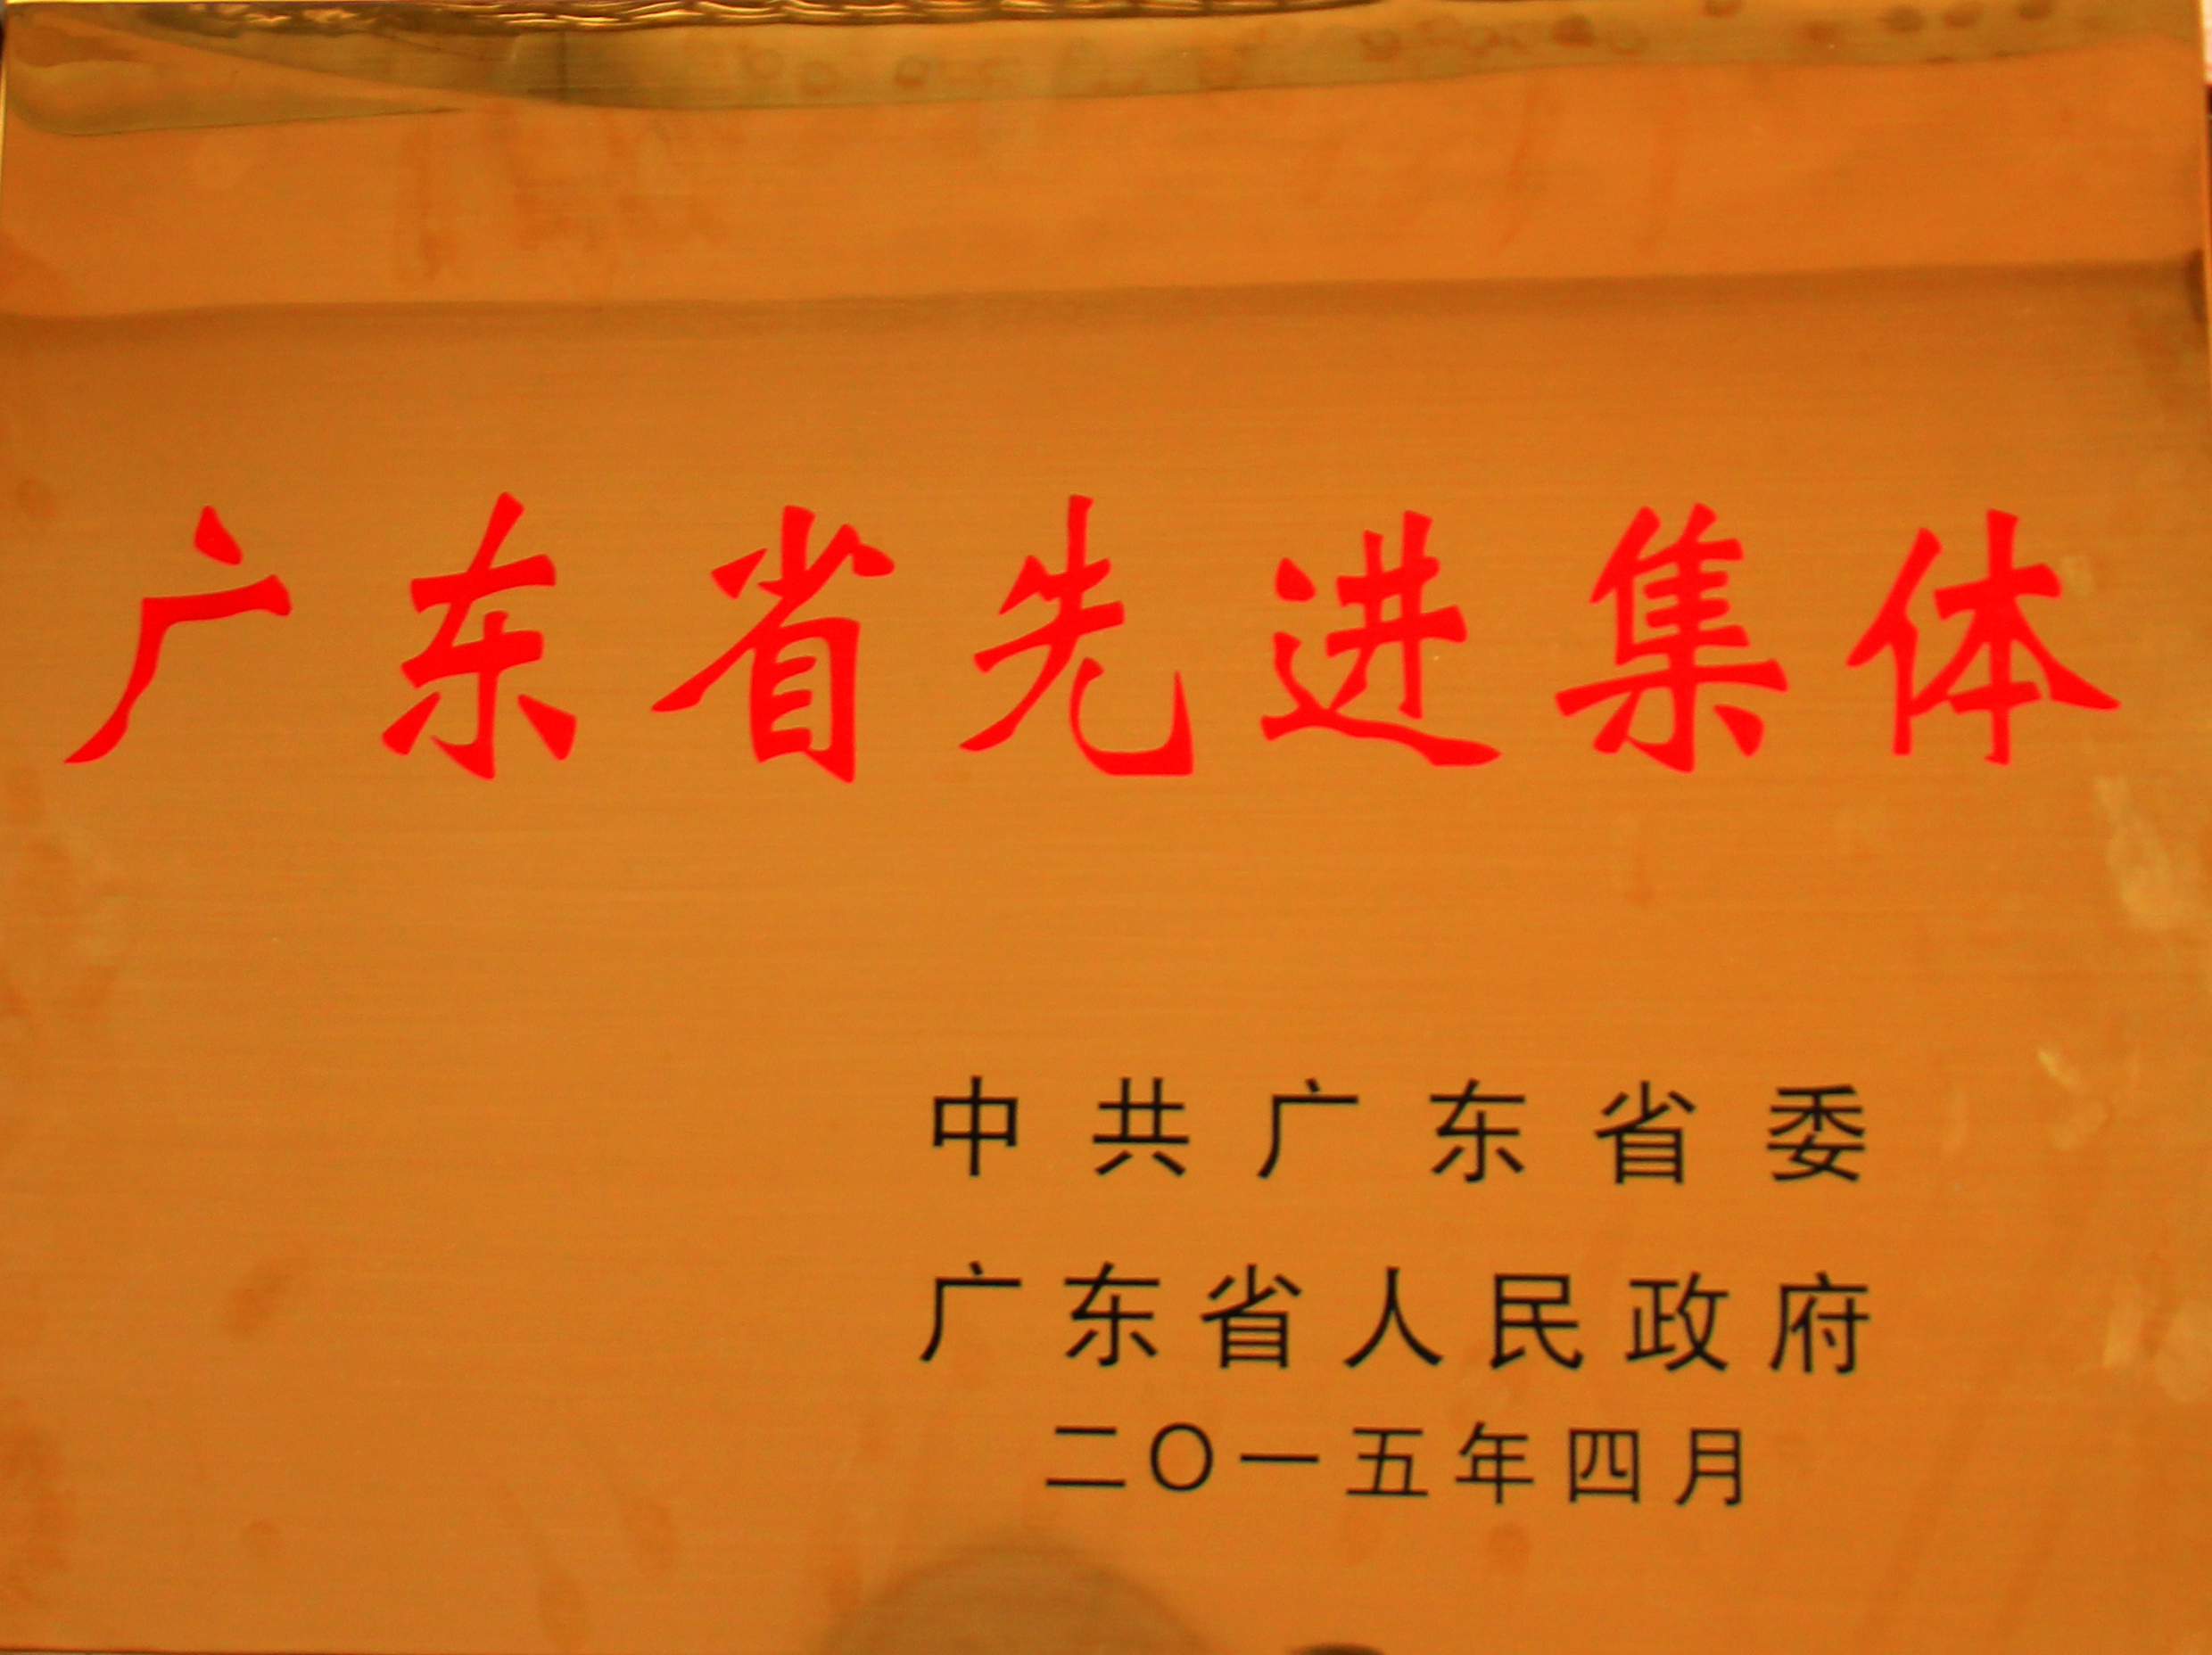 广东省先进集体
中共广东省委
广东省人民政府
二〇一五年四月